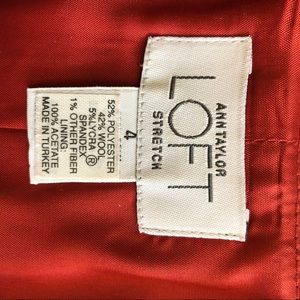 ANN TAYLOR
LOFT
STRETCH
4
52% POLYESTER
42% WOOL
5%LYCRA ®
SPANDEX
1% OTHER FIBER
LINING
100% ACETATE
MADE IN TURKEY